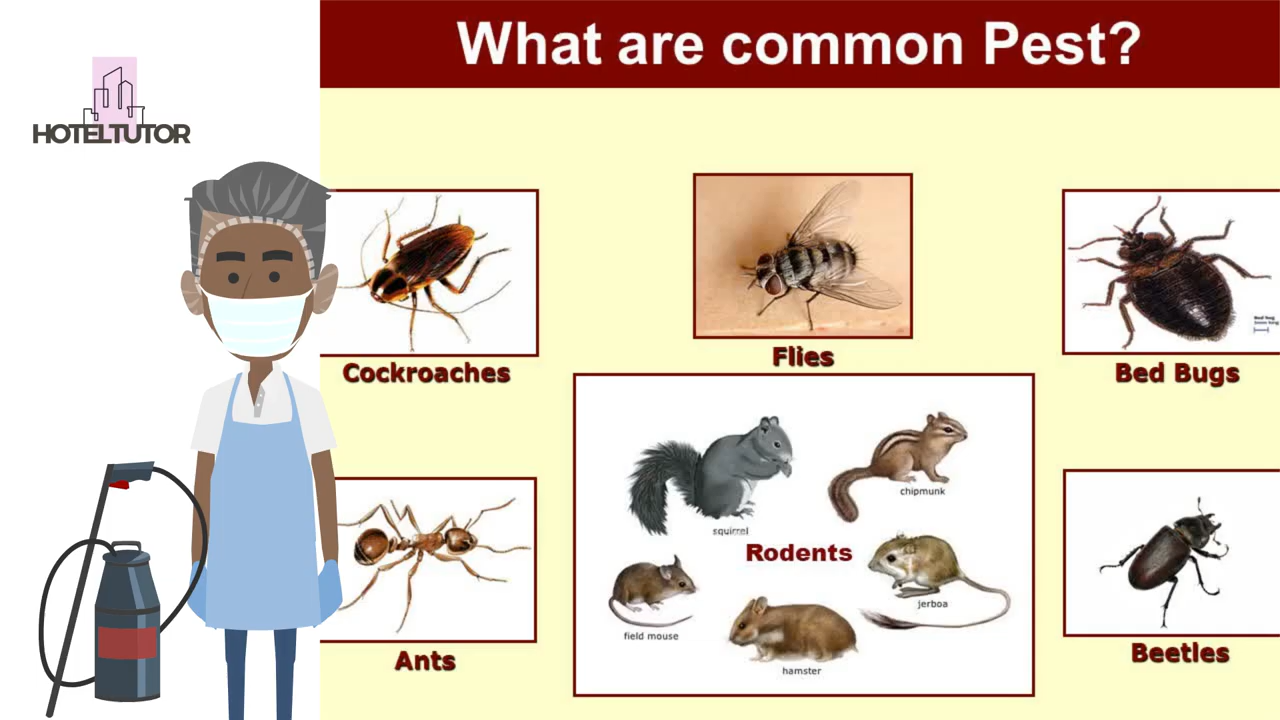 What are common Pest?
HOTELTUTOR
Cockroaches
Flies
Bed Bugs
squirrel
chipmunk
Rodents
jerboa
field mouse
hamster
Ants
Beetles